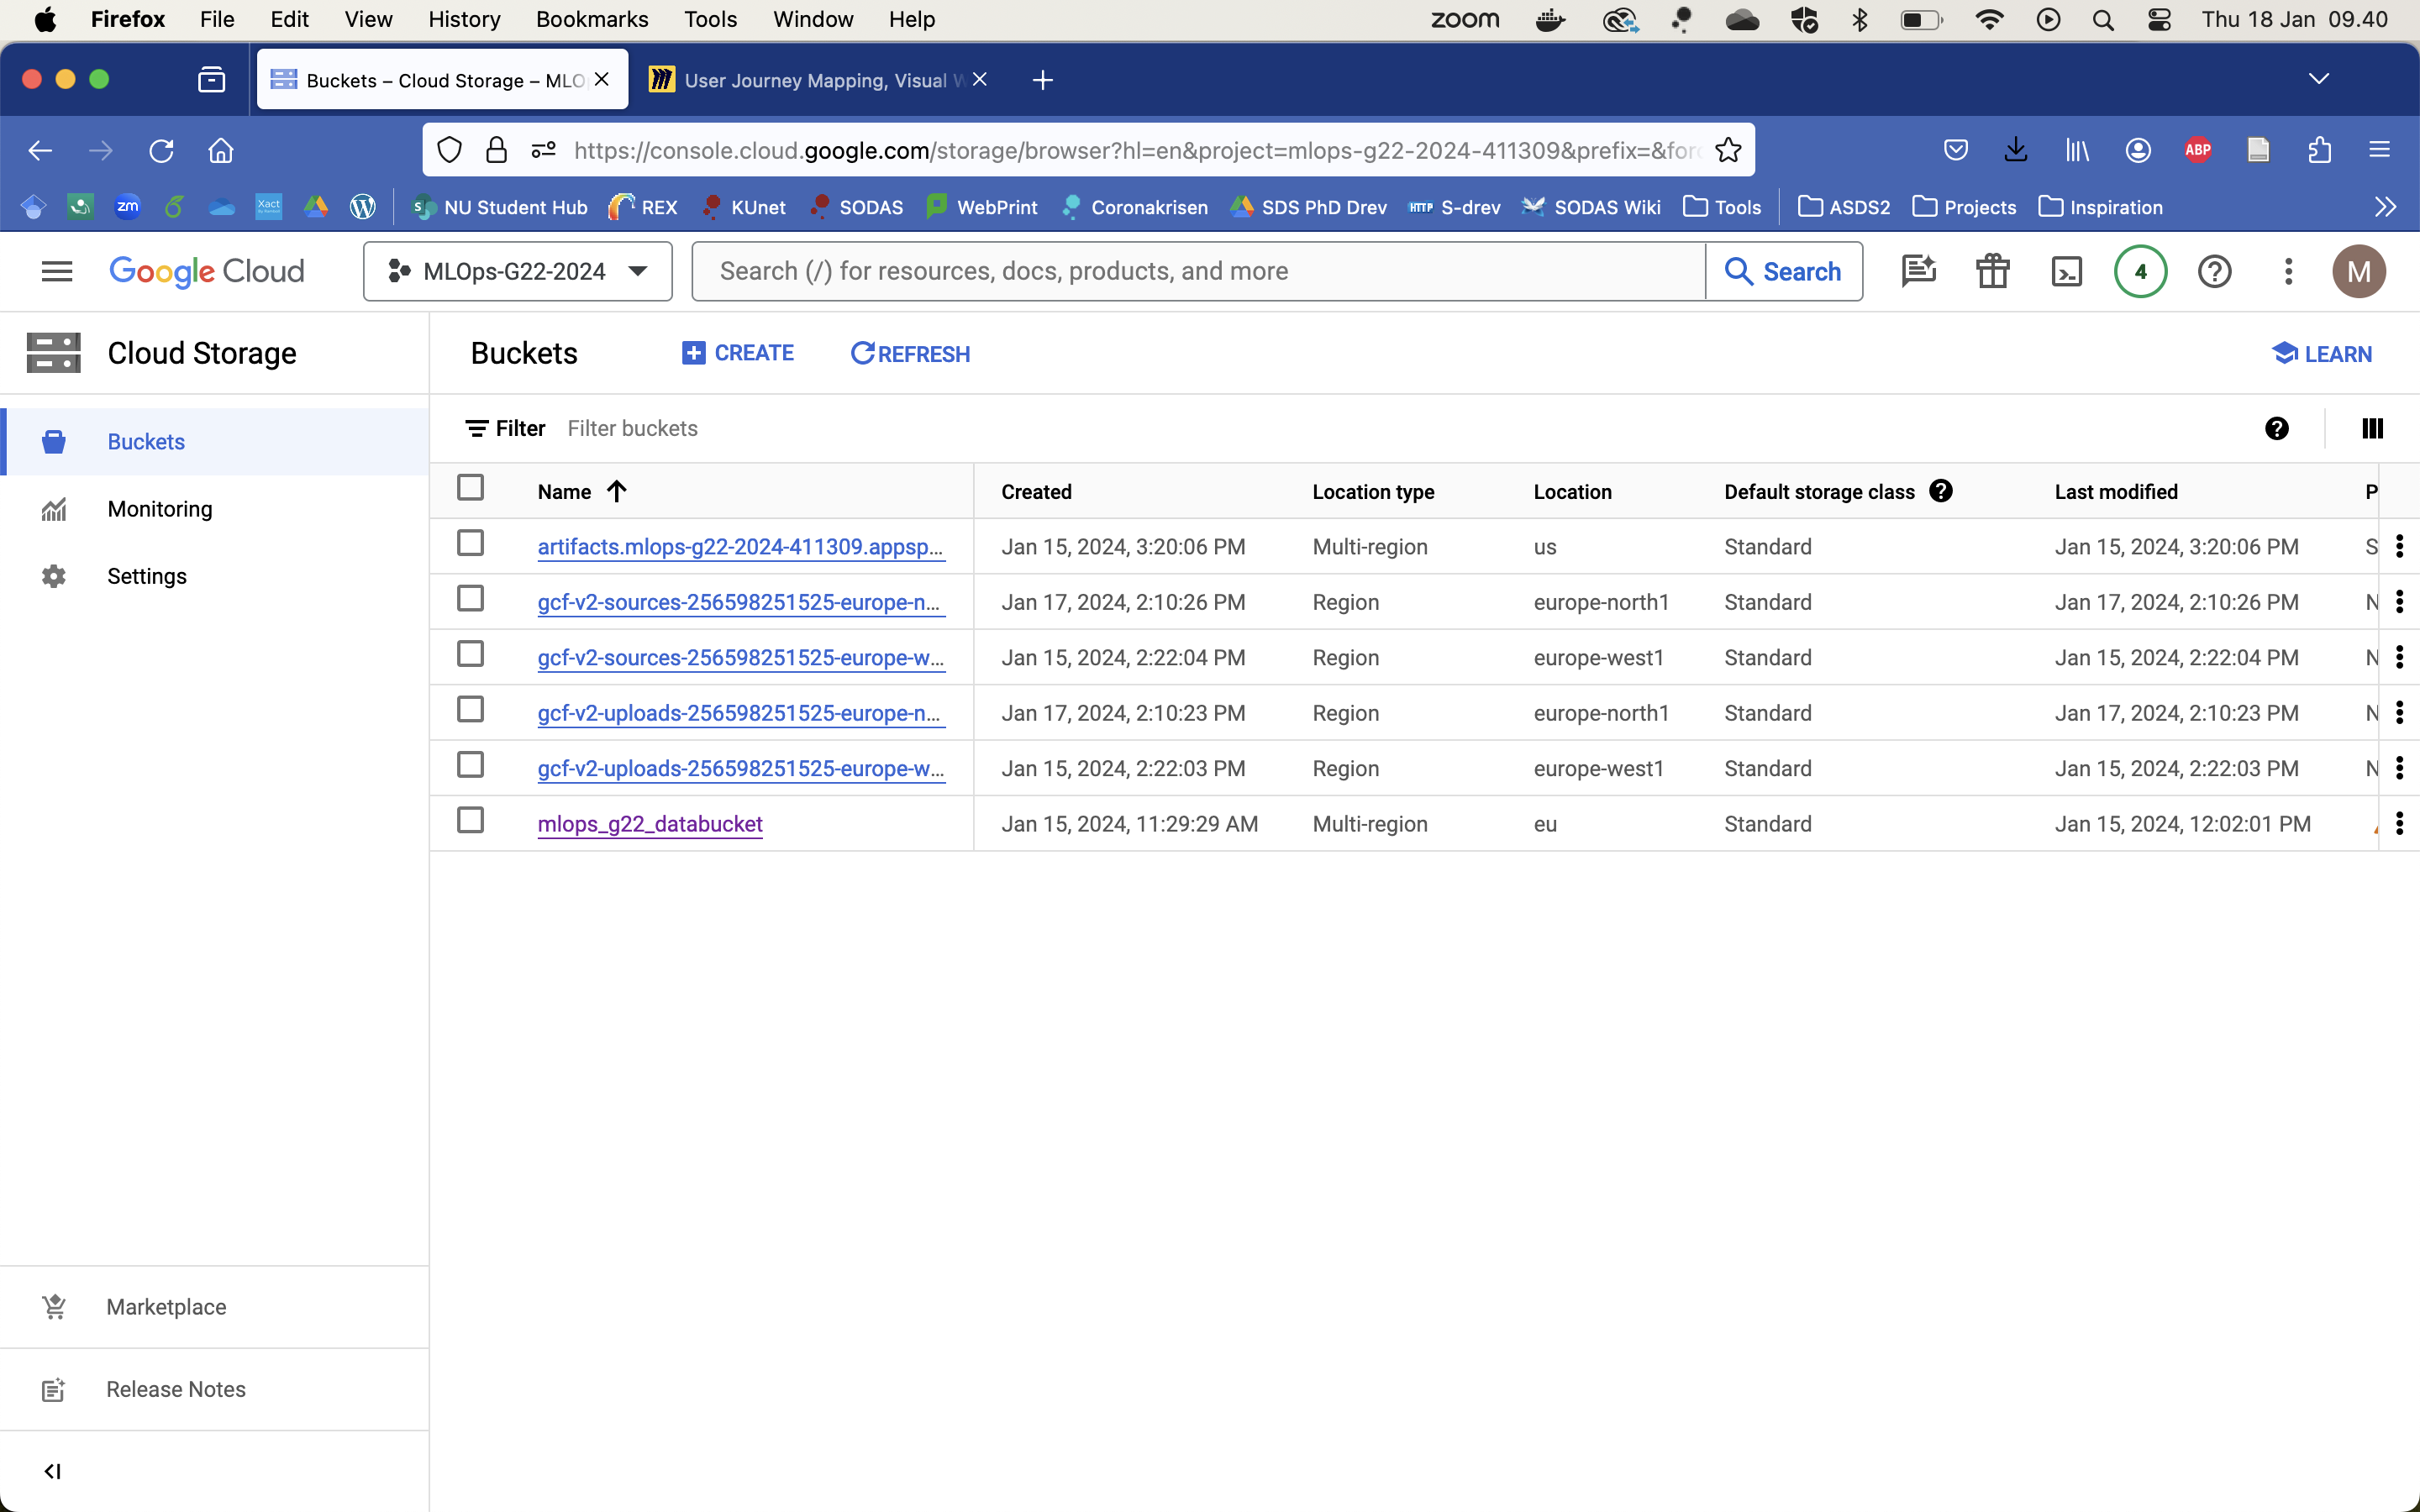 Firefox File Edit View History Bookmarks Tools Window Help zoom Thu 18 Jan 09.40
Buckets – Cloud Storage – MLO User Journey Mapping, Visual W
https://console.cloud.google.com/storage/browser?hl=en&project=mlops-g22-2024-411309&prefix=&forc ABP
zm Xact NU Student Hub REX KUnet SODAS WebPrint Coronakrisen SDS PhD Drev HTTP S-drev SODAS Wiki Tools ASDS2 Projects Inspiration
Google Cloud MLOps-G22-2024 Search (/) for resources, docs, products, and more Search 4 M
Cloud Storage Buckets CREATE REFRESH LEARN
Buckets
Monitoring
Settings
Marketplace
Release Notes
Filter Filter buckets
Name Created Location type Location Default storage class Last modified P
artifacts.mlops-g22-2024-411309.appsp... Jan 15, 2024, 3:20:06 PM Multi-region us Standard Jan 15, 2024, 3:20:06 PM S
gcf-v2-sources-256598251525-europe-n... Jan 17, 2024, 2:10:26 PM Region europe-north1 Standard Jan 17, 2024, 2:10:26 PM N
gcf-v2-sources-256598251525-europe-w... Jan 15, 2024, 2:22:04 PM Region europe-west1 Standard Jan 15, 2024, 2:22:04 PM N
gcf-v2-uploads-256598251525-europe-n... Jan 17, 2024, 2:10:23 PM Region europe-north1 Standard Jan 17, 2024, 2:10:23 PM N
gcf-v2-uploads-256598251525-europe-w... Jan 15, 2024, 2:22:03 PM Region europe-west1 Standard Jan 15, 2024, 2:22:03 PM N
mlops_g22_databucket Jan 15, 2024, 11:29:29 AM Multi-region eu Standard Jan 15, 2024, 12:02:01 PM